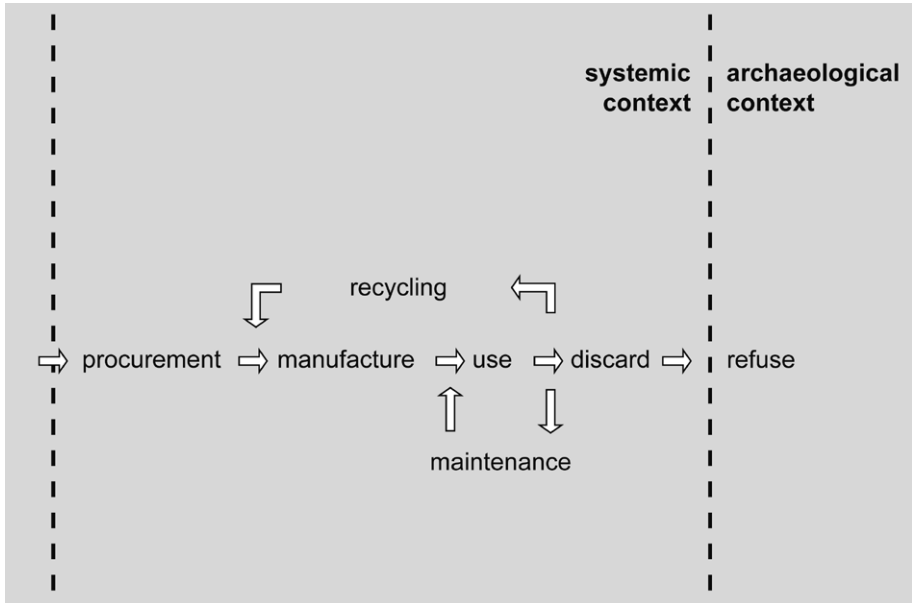 systemic
context
archaeological
context
recycling
procurement manufacture use discard refuse
maintenance